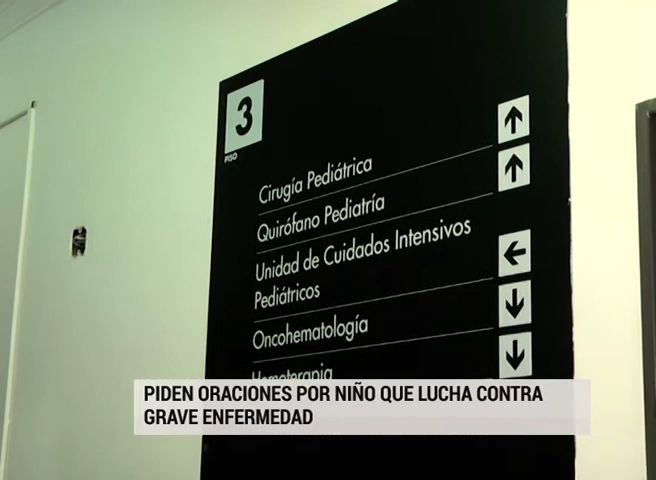 3
PISO
Cirugía Pediátrica
Quirófano Pediatría
Unidad de Cuidados Intensivos
Pediátricos
Oncohematología
Hemoterapia
PIDEN ORACIONES POR NIÑO QUE LUCHA CONTRA
GRAVE ENFERMEDAD